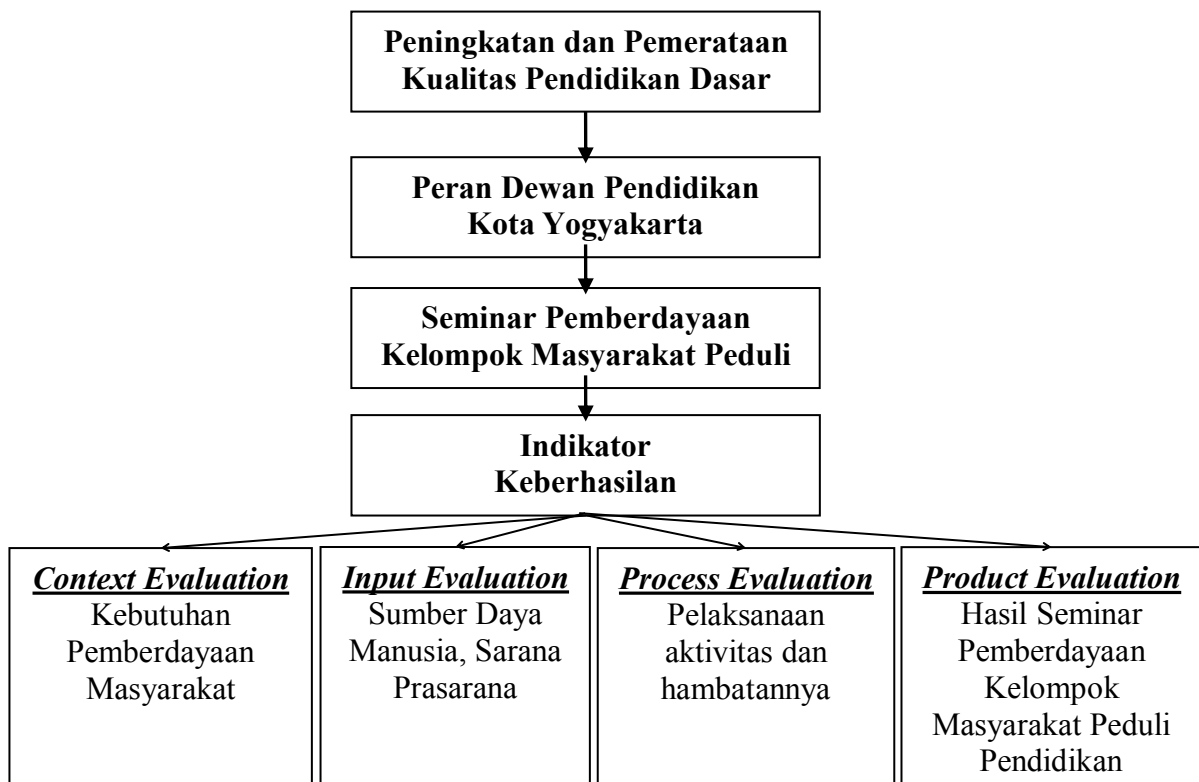 Peningkatan dan Pemerataan
Kualitas Pendidikan Dasar
Peran Dewan Pendidikan
Kota Yogyakarta
Seminar Pemberdayaan
Kelompok Masyarakat Peduli
Indikator
Keberhasilan
Context Evaluation
Kebutuhan
Pemberdayaan
Masyarakat
Input Evaluation
Sumber Daya
Manusia, Sarana
Prasarana
Process Evaluation
Pelaksanaan
aktivitas dan
hambatannya
Product Evaluation
Hasil Seminar
Pemberdayaan
Kelompok
Masyarakat Peduli
Pendidikan